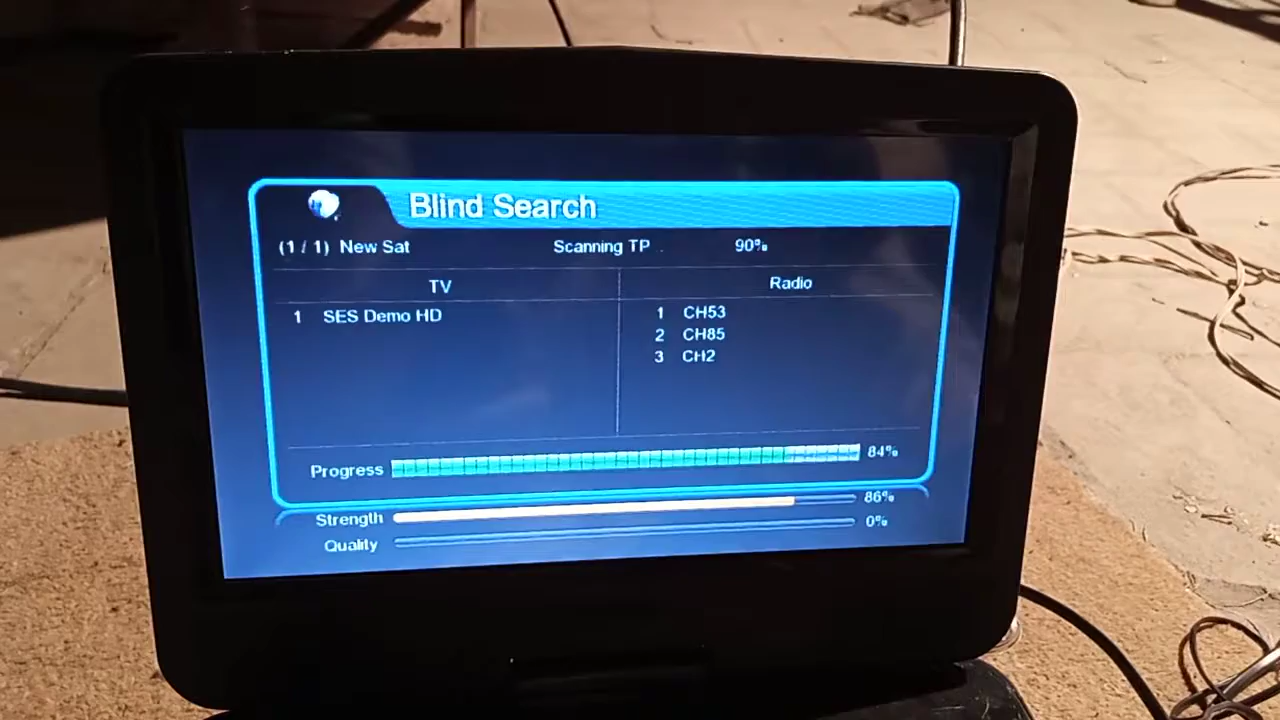 Blind Search
(1 / 1) New Sat Scanning TP . 90%
TV Radio
1 SES Demo HD 1 CH53
2 CH85
3 CH2
Progress 84%
Strength 86%
Quality 0%